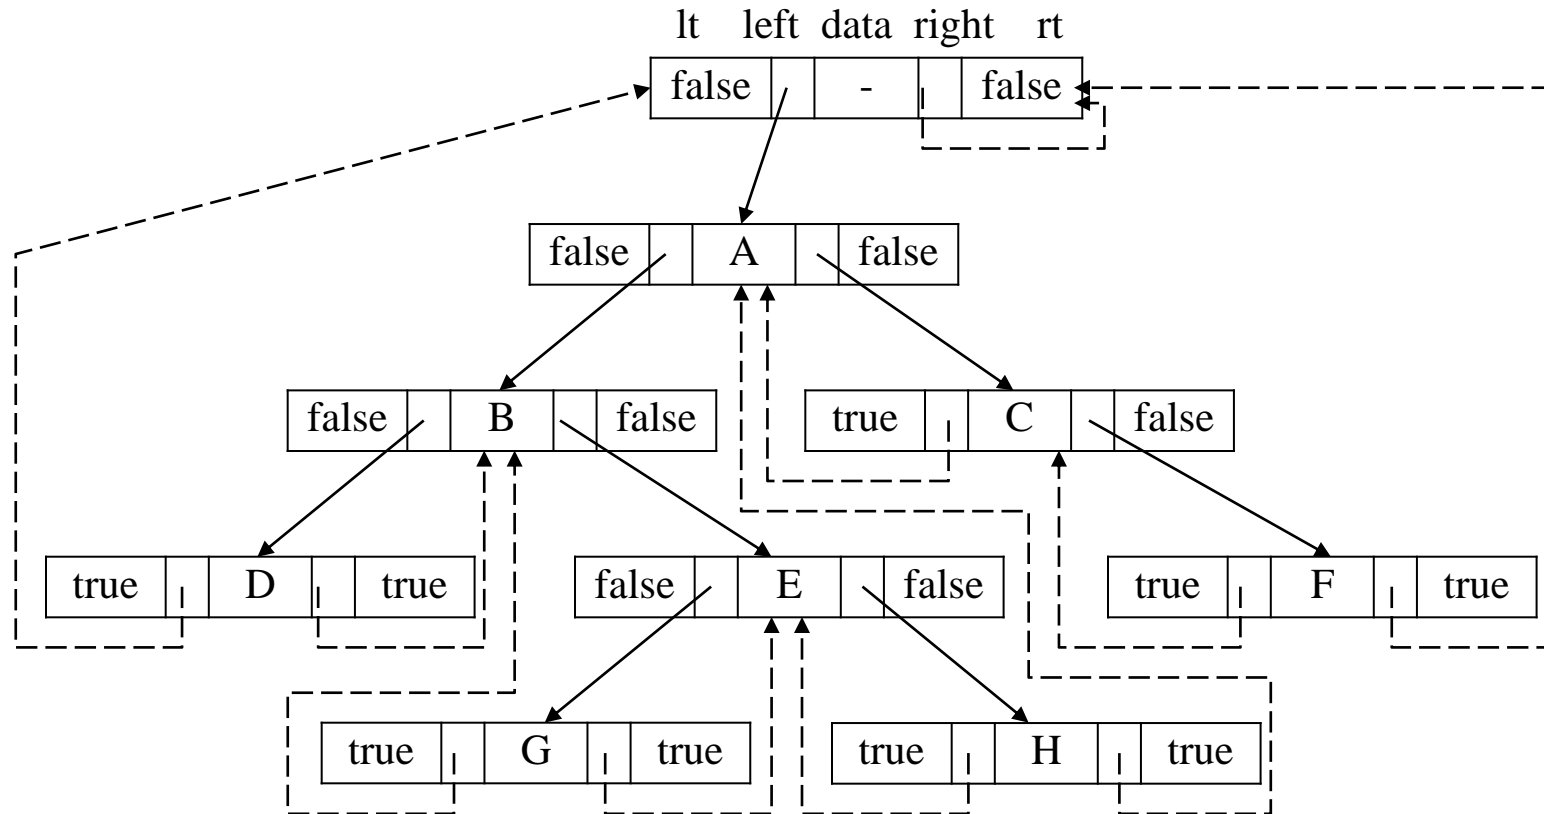 lt left data right rt
false - false
false A false
false B false
true C false
true D true
false E false
true F true
true G true
true H true